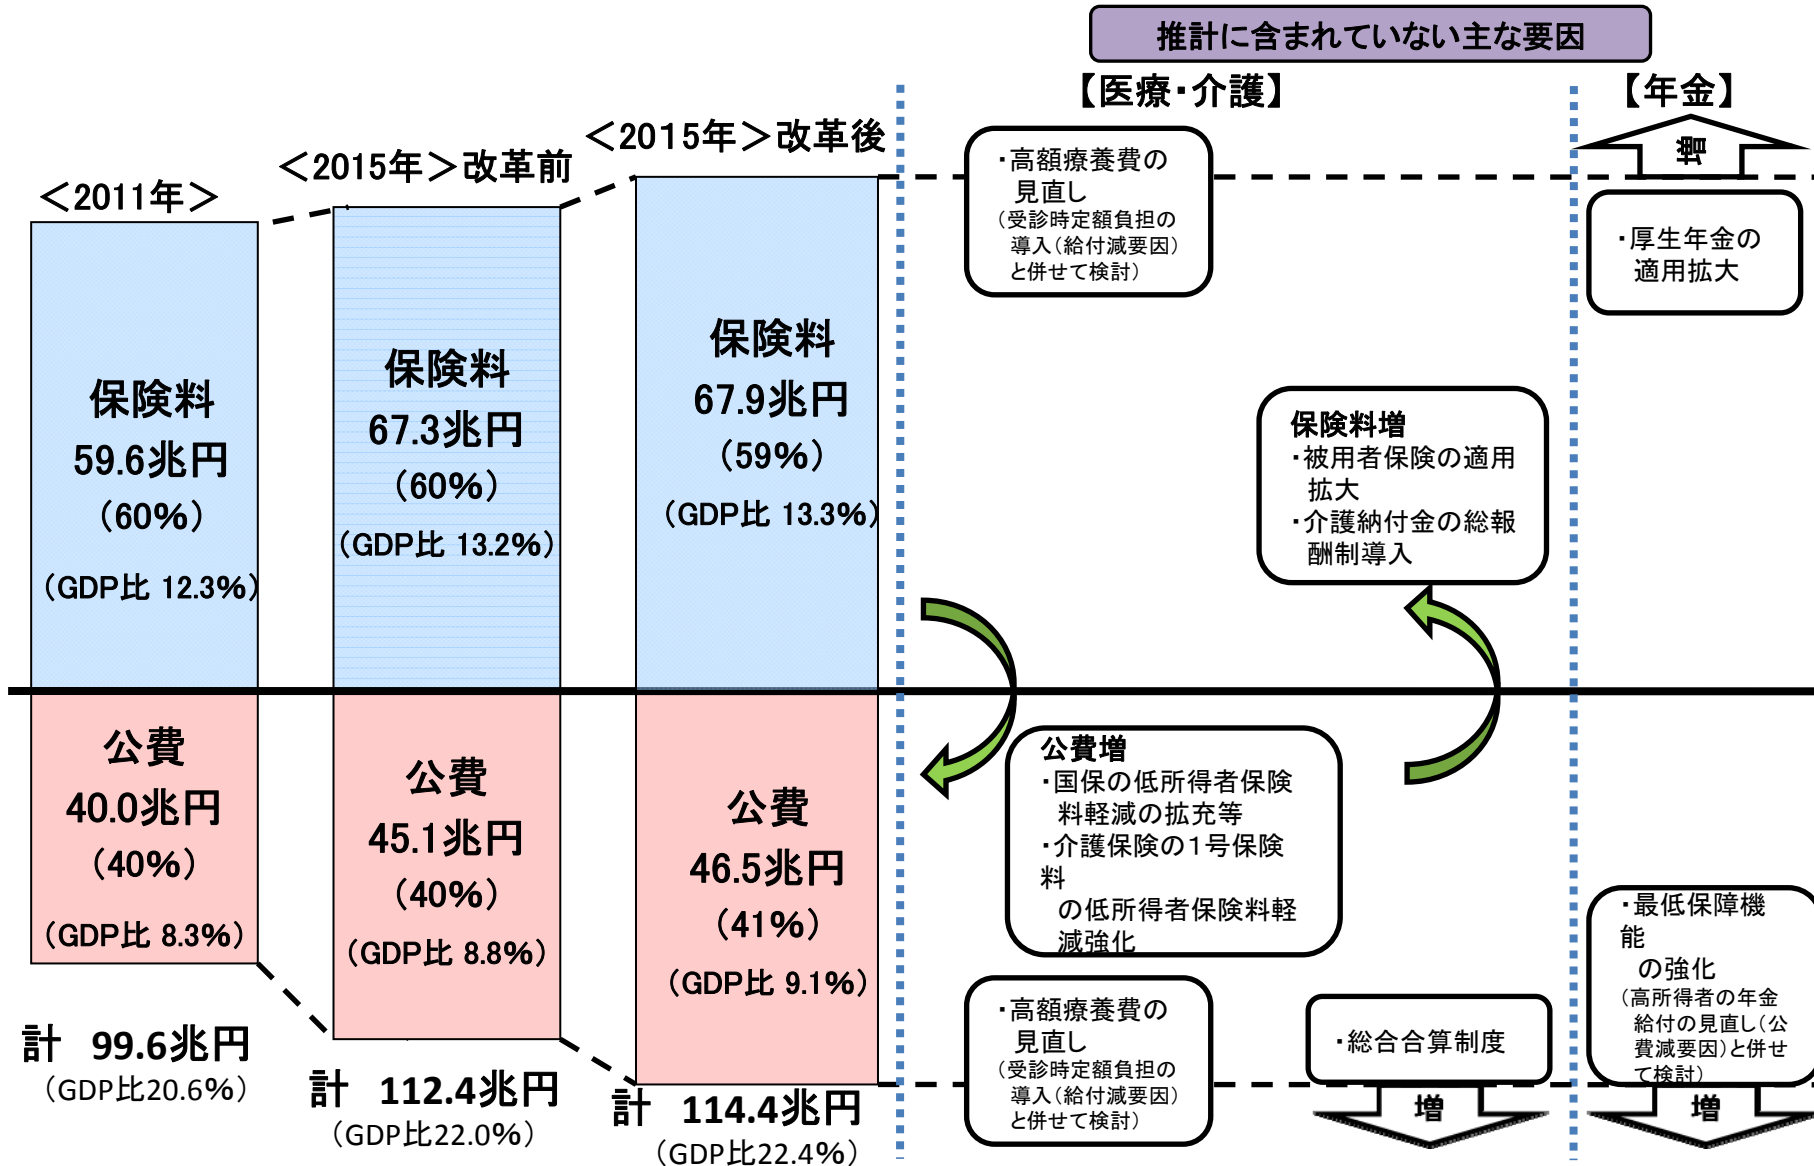 推計に含まれていない主な要因
【医療・介護】
【年金】
＜2011年＞
保険料
59.6兆円
（60%）
（GDP比 12.3%）
公費
40.0兆円
（40%）
（GDP比 8.3%）
計 99.6兆円
（GDP比20.6%）
＜2015年＞改革前
保険料
67.3兆円
（60%）
（GDP比 13.2%）
公費
45.1兆円
（40%）
（GDP比 8.8%）
計 112.4兆円
（GDP比22.0%）
＜2015年＞改革後
保険料
67.9兆円
（59%）
（GDP比 13.3%）
公費
46.5兆円
（41%）
（GDP比 9.1%）
計 114.4兆円
（GDP比22.4%）
・高額療養費の
見直し
（受診時定額負担の
導入（給付減要因）
と併せて検討）
保険料増
・被用者保険の適用
拡大
・介護納付金の総報
酬制導入
公費増
・国保の低所得者保険
料軽減の拡充等
・介護保険の１号保険
料
の低所得者保険料軽
減強化
・高額療養費の
見直し
（受診時定額負担の
導入（給付減要因）
と併せて検討）
・総合合算制度
増
増
・厚生年金の
適用拡大
・最低保障機
能
の強化
（高所得者の年金
給付の見直し（公
費減要因）と併せ
て検討）
増